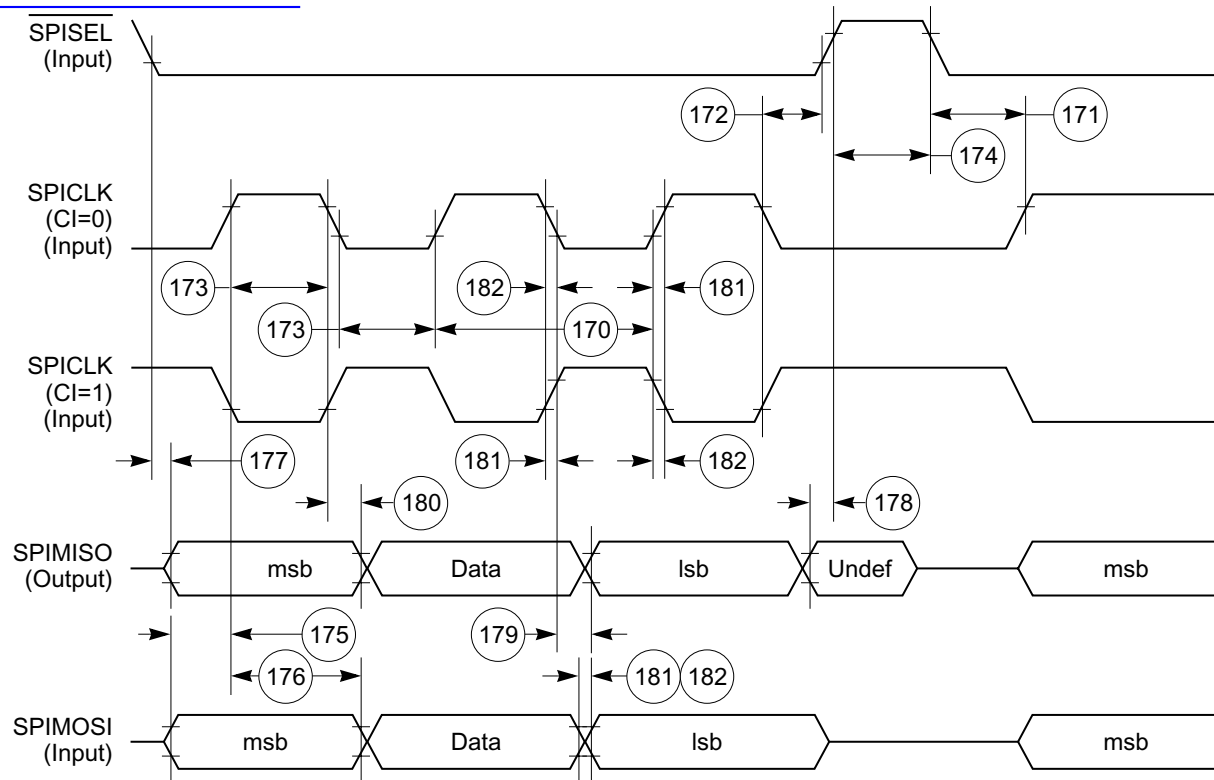 SPISEL
(Input)
172
171
174
SPICLK
(CI=0)
(Input)
173
182
181
173
170
SPICLK
(CI=1)
(Input)
177
181
182
180
178
SPIMISO
(Output)
msb
Data
lsb
Undef
msb
175
179
176
181
182
SPIMOSI
(Input)
msb
Data
lsb
msb